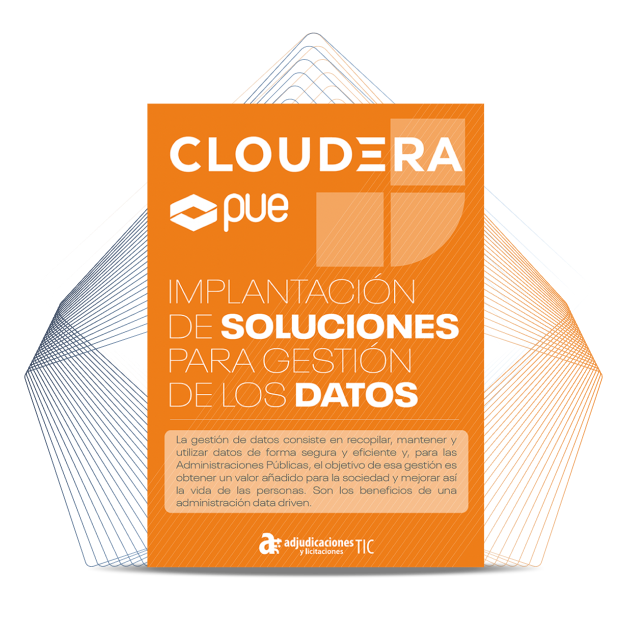 CLOUDERA
pue
IMPLANTACIÓN
DE SOLUCIONES
PARA GESTIÓN
DE LOS DATOS
La gestión de datos consiste en recopilar, mantener y
utilizar datos de forma segura y eficiente y, para las
Administraciones Públicas, el objetivo de esa gestión es
obtener un valor añadido para la sociedad y mejorar así
la vida de las personas. Son los beneficios de una
administración data driven.
adjudicaciones
y licitaciones TIC